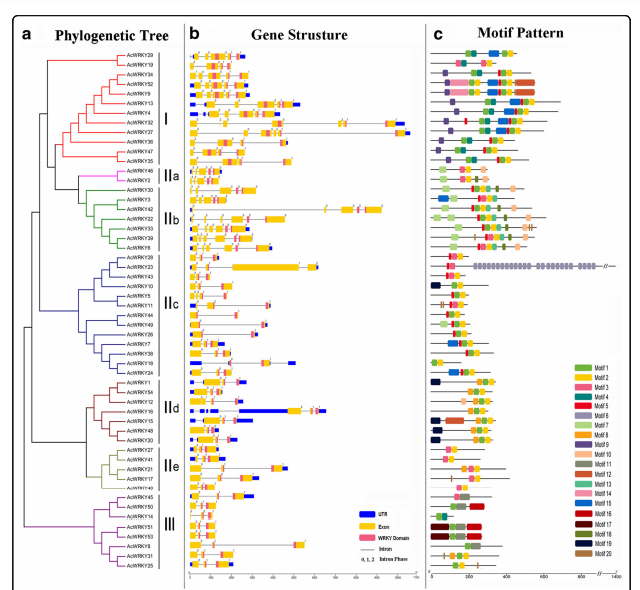 a Phylogenetic Tree
b Gene Strusture
c Motif Pattern
AcWRKY29
AcWRKY19
AcWRKY34
AcWRKY52
AcWRKY13
AcWRKY4
AcWRKY32
AcWRKY37
AcWRKY36
AcWRKY47
AcWRKY35
AcWRKY46
AcWRKY2
AcWRKY30
AcWRKY3
AcWRKY42
AcWRKY22
AcWRKY33
AcWRKY39
AcWRKY6
AcWRKY28
AcWRKY23
AcWRKY43
AcWRKY10
AcWRKY5
AcWRKY11
AcWRKY44
AcWRKY49
AcWRKY26
AcWRKY7
AcWRKY38
AcWRKY18
AcWRKY24
AcWRKY1
AcWRKY54
AcWRKY12
AcWRKY16
AcWRKY15
AcWRKY48
AcWRKY20
AcWRKY27
AcWRKY41
AcWRKY21
AcWRKY17
AcWRKY40
AcWRKY45
AcWRKY50
AcWRKY14
AcWRKY51
AcWRKY53
AcWRKY31
AcWRKY25
I
IIa
IIb
IIc
IId
IIe
III
UTR
Exon
WRKY Domain
Intron
0, 1, 2 Intron Phase
Motif 1
Motif 2
Motif 3
Motif 4
Motif 5
Motif 6
Motif 7
Motif 8
Motif 9
Motif 10
Motif 11
Motif 12
Motif 13
Motif 14
Motif 15
Motif 16
Motif 17
Motif 18
Motif 19
Motif 20
0 200 400 600 800 1400